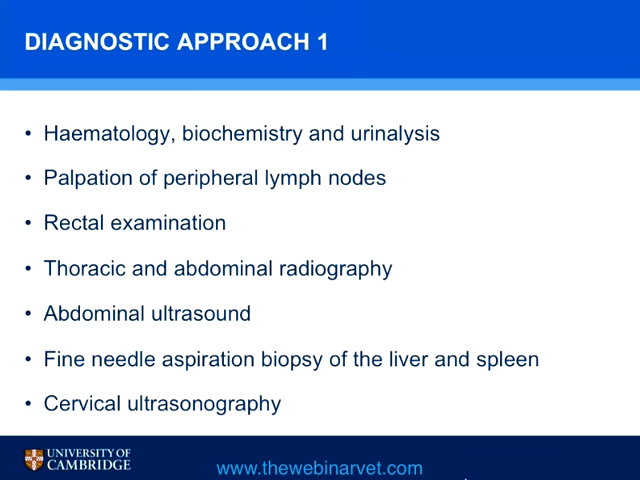 DIAGNOSTIC APPROACH 1
• Haematology, biochemistry and urinalysis
• Palpation of peripheral lymph nodes
• Rectal examination
• Thoracic and abdominal radiography
• Abdominal ultrasound
• Fine needle aspiration biopsy of the liver and spleen
• Cervical ultrasonography
UNIVERSITY OF
CAMBRIDGE
www.thewebinarvet.com